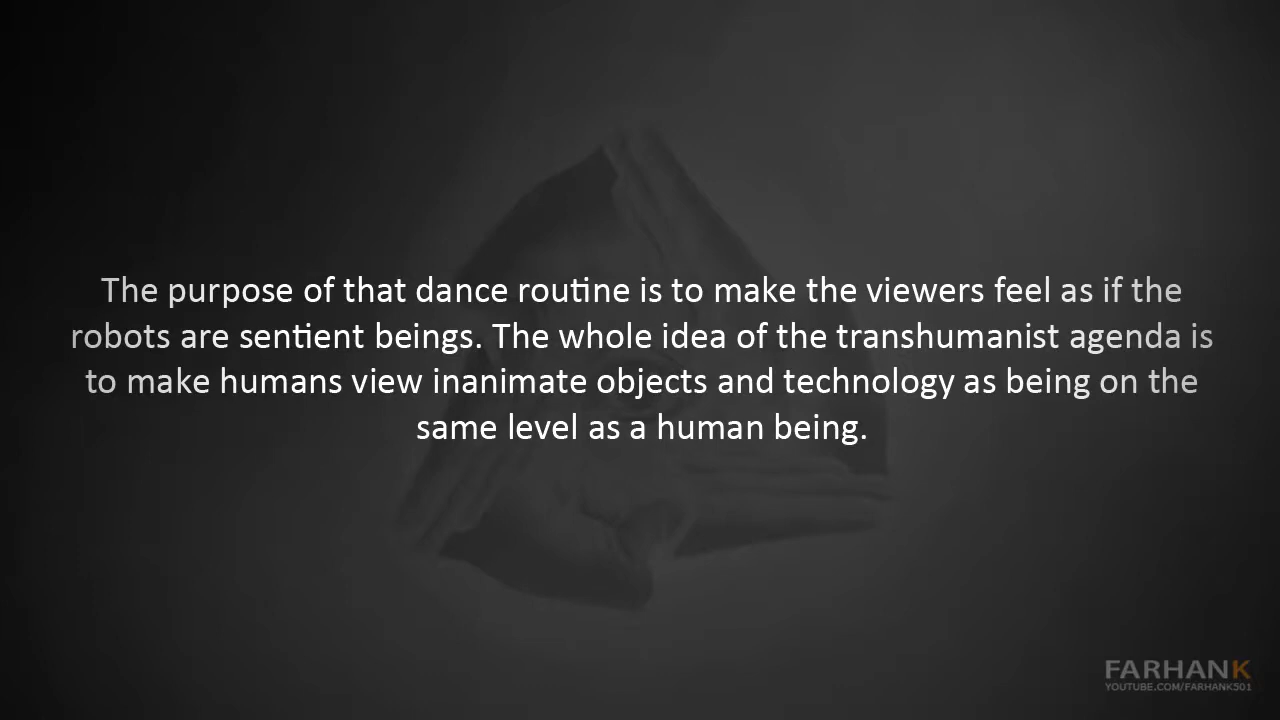 The purpose of that dance routine is to make the viewers feel as if the
robots are sentient beings. The whole idea of the transhumanist agenda is
to make humans view inanimate objects and technology as being on the
same level as a human being.
FARHANK
YOUTUBE.COM/FARHANK501